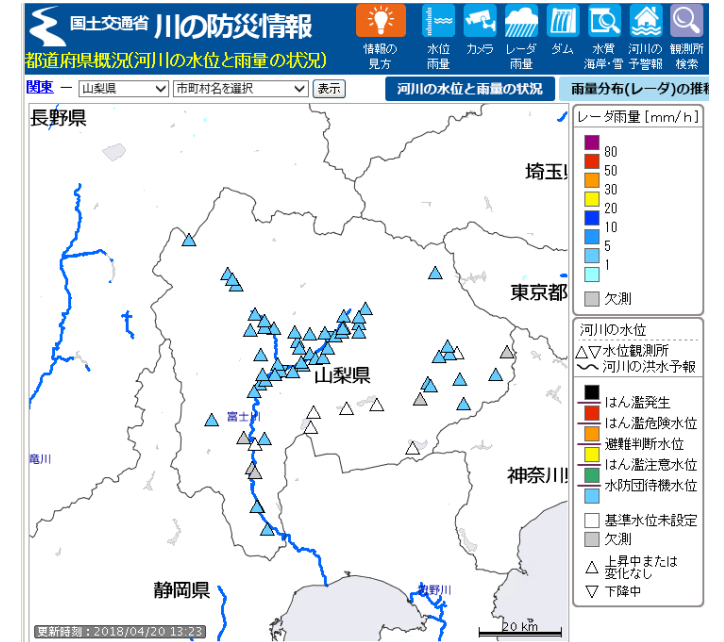 国土交通省 川の防災情報
情報の見方
水位雨量
カメラ
レーダ雨量
ダム
水質海岸・雪
河川の予警報
観測所検索
都道府県概況(河川の水位と雨量の状況)
関東 — 山梨県 市町村名を選択 表示
河川の水位と雨量の状況
雨量分布(レーダ)の推移
長野県
埼玉
東京都
山梨県
富士川
竜川
神奈川
静岡県
野川
更新時刻：2018/04/20 13:23
20 km
レーダ雨量 [mm/h]
80
50
30
20
10
5
1
欠測
河川の水位
△▽水位観測所
河川の洪水予報
はん濫発生
はん濫危険水位
避難判断水位
はん濫注意水位
水防団待機水位
基準水位未設定
欠測
△ 上昇中または
変化なし
▽ 下降中